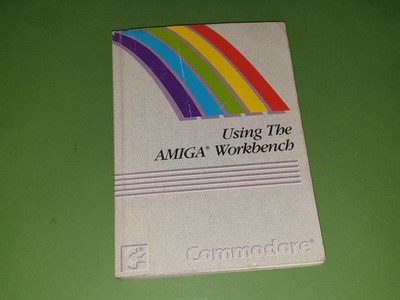 Using The
AMIGA® Workbench
Commodore®